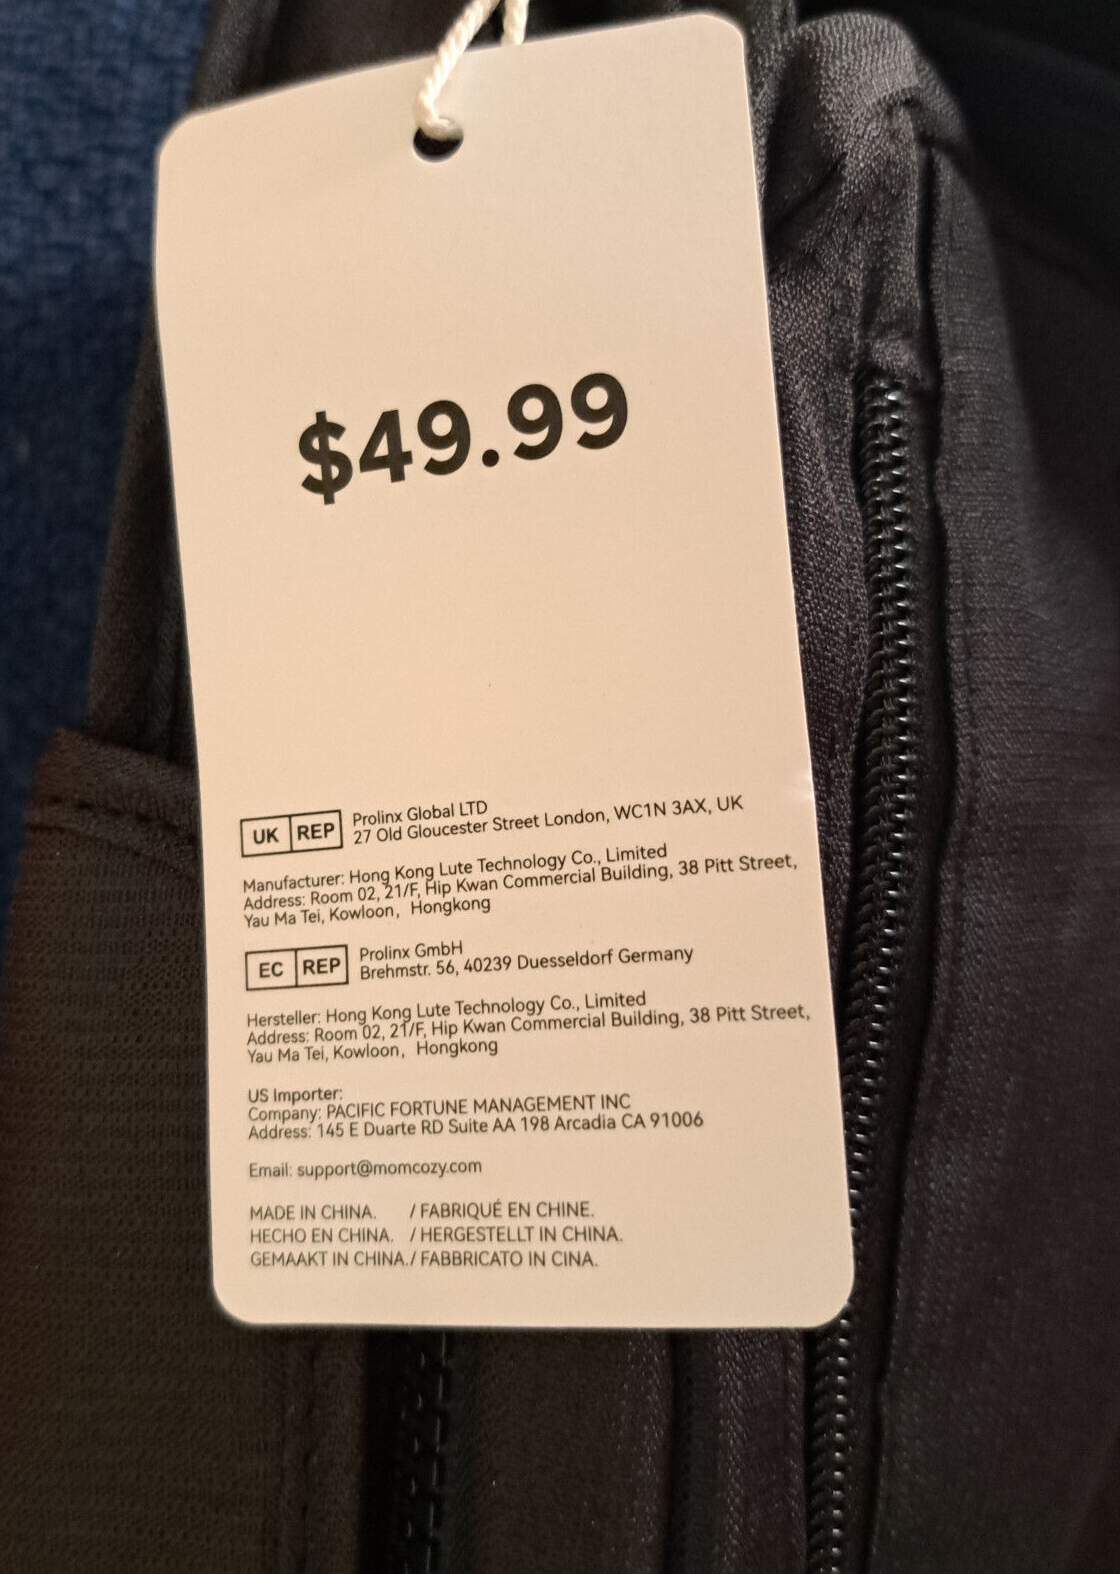 $49.99
UK REP
Prolinx Global LTD
27 Old Gloucester Street London, WC1N 3AX, UK
Manufacturer: Hong Kong Lute Technology Co., Limited
Address: Room 02, 21/F, Hip Kwan Commercial Building, 38 Pitt Street,
Yau Ma Tei, Kowloon, Hongkong
EC REP
Prolinx GmbH
Brehmstr. 56, 40239 Duesseldorf Germany
Hersteller: Hong Kong Lute Technology Co., Limited
Address: Room 02, 21/F, Hip Kwan Commercial Building, 38 Pitt Street,
Yau Ma Tei, Kowloon, Hongkong
US Importer:
Company: PACIFIC FORTUNE MANAGEMENT INC
Address: 145 E Duarte RD Suite AA 198 Arcadia CA 91006
Email: support@momcozy.com
MADE IN CHINA. / FABRIQUÉ EN CHINE.
HECHO EN CHINA. / HERGESTELLT IN CHINA.
GEMAAKT IN CHINA./ FABBRICATO IN CINA.